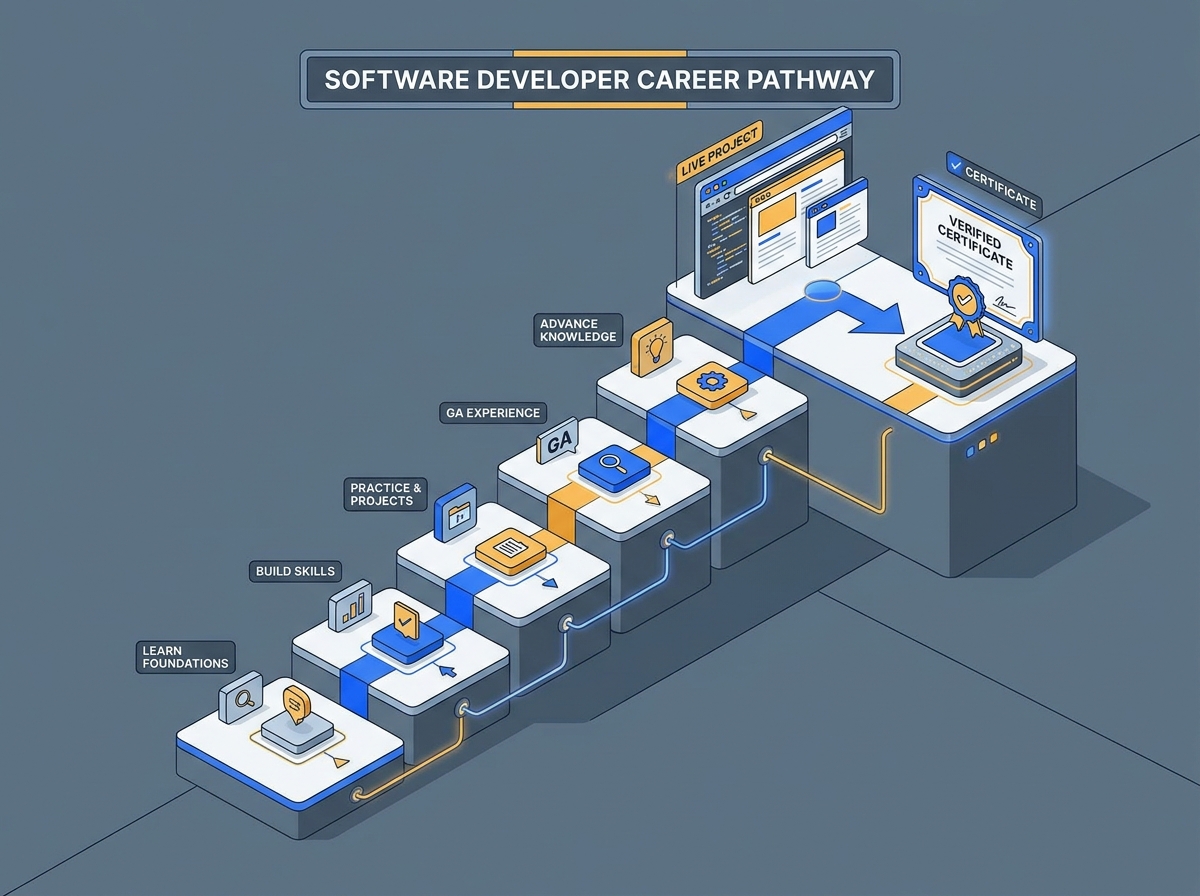 SOFTWARE DEVELOPER CAREER PATHWAY
LIVE PROJECT
CERTIFICATE
VERIFIED
CERTIFICATE
ADVANCE
KNOWLEDGE
GA EXPERIENCE
GA
PRACTICE &
PROJECTS
BUILD SKILLS
LEARN
FOUNDATIONS